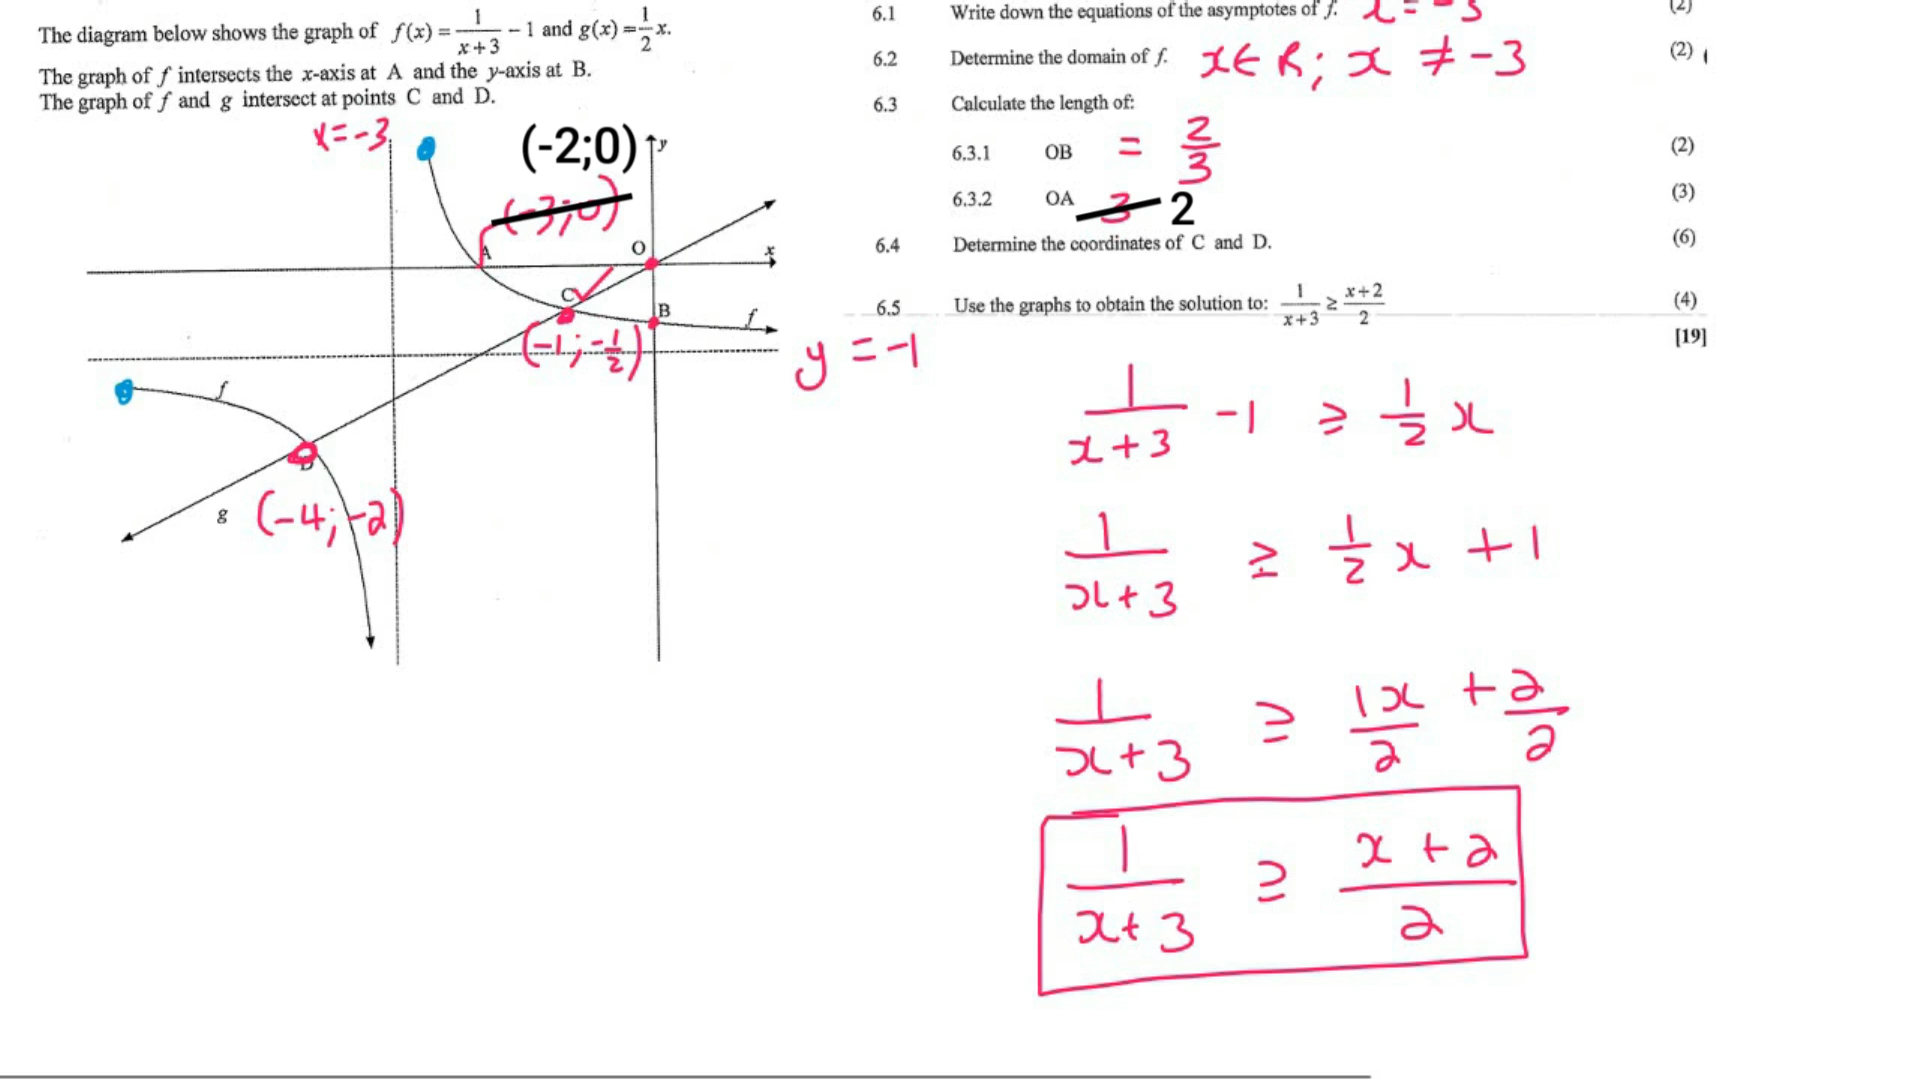 The diagram below shows the graph of f(x) = 1/(x+3) − 1 and g(x) = 1/2 x.
The graph of f intersects the x-axis at A and the y-axis at B.
The graph of f and g intersect at points C and D.
x=-3
(-2;0)
y
(-3;0)
A
O
x
C
B
f
(-1;-1/2)
y = -1
f
D
g
(-4;-2)
6.1 Write down the equations of the asymptotes of f. x = -3 (2)
6.2 Determine the domain of f. x∈R; x ≠ -3 (2)
6.3 Calculate the length of:
6.3.1 OB = 2/3 (2)
6.3.2 OA 3 2 (3)
6.4 Determine the coordinates of C and D. (6)
6.5 Use the graphs to obtain the solution to: 1/(x+3) ≥ (x+2)/2 (4)
[19]
1/(x+3) -1 ≥ 1/2 x
1/(x+3) ≥ 1/2 x +1
1/(x+3) ≥ 1x/2 + 2/2
1/(x+3) ≥ (x+2)/2